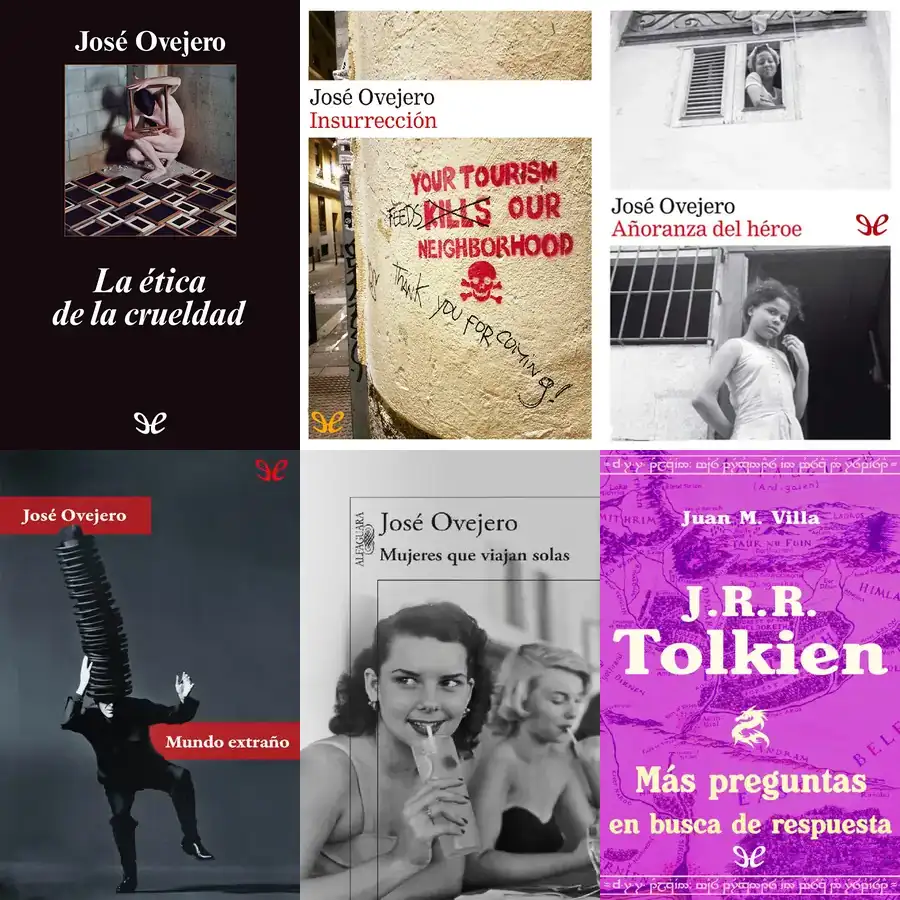 José Ovejero
La ética
de la crueldad
José Ovejero
Insurrección
YOUR TOURISM
FEEDS KILLS OUR
NEIGHBORHOOD
THANK YOU FOR COMING!
José Ovejero
Añoranza del héroe
José Ovejero
Mundo extraño
ALFAGUARA
José Ovejero
Mujeres que viajan solas
Juan M. Villa
J.R.R.
Tolkien
Más preguntas
en busca de respuesta